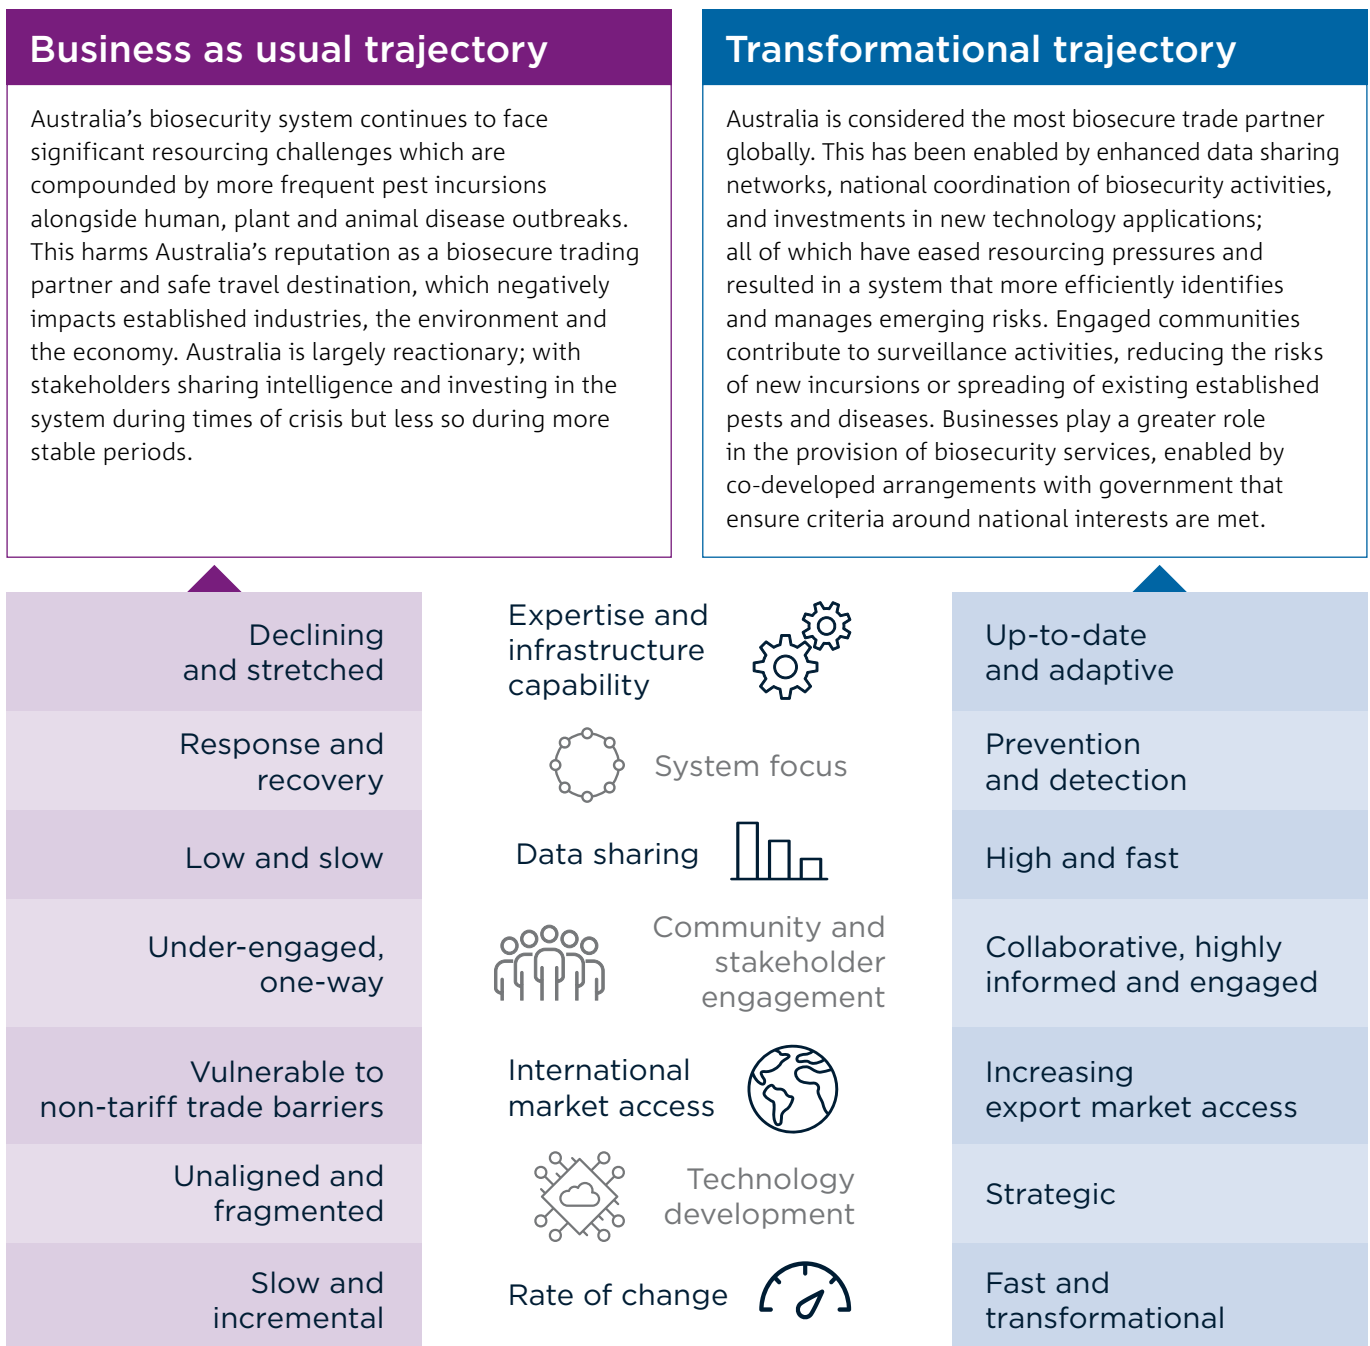 Business as usual trajectory
Australia’s biosecurity system continues to face
significant resourcing challenges which are
compounded by more frequent pest incursions
alongside human, plant and animal disease outbreaks.
This harms Australia’s reputation as a biosecure trading
partner and safe travel destination, which negatively
impacts established industries, the environment and
the economy. Australia is largely reactionary; with
stakeholders sharing intelligence and investing in the
system during times of crisis but less so during more
stable periods.
Transformational trajectory
Australia is considered the most biosecure trade partner
globally. This has been enabled by enhanced data sharing
networks, national coordination of biosecurity activities,
and investments in new technology applications;
all of which have eased resourcing pressures and
resulted in a system that more efficiently identifies
and manages emerging risks. Engaged communities
contribute to surveillance activities, reducing the risks
of new incursions or spreading of existing established
pests and diseases. Businesses play a greater role
in the provision of biosecurity services, enabled by
co-developed arrangements with government that
ensure criteria around national interests are met.
Declining
and stretched
Expertise and
infrastructure
capability
Up-to-date
and adaptive
Response and
recovery
System focus
Prevention
and detection
Low and slow
Data sharing
High and fast
Under-engaged,
one-way
Community and
stakeholder
engagement
Collaborative, highly
informed and engaged
Vulnerable to
non-tariff trade barriers
International
market access
Increasing
export market access
Unaligned and
fragmented
Technology
development
Strategic
Slow and
incremental
Rate of change
Fast and
transformational